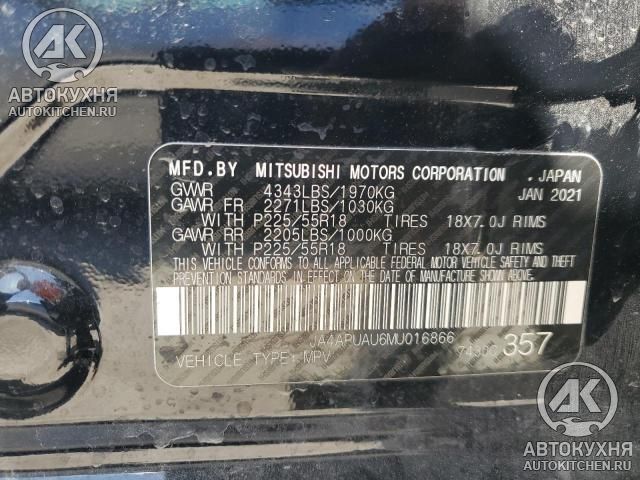 АК
АВТОКУХНЯ
AUTOKITCHEN.RU
MFD.BY MITSUBISHI MOTORS CORPORATION .JAPAN
GVWR 4343LBS/1970KG JAN 2021
GAWR FR 2271LBS/1030KG
WITH P225/55R18 TIRES 18X7.0J RIMS
GAWR RR 2205LBS/1000KG
WITH P225/55R18 TIRES 18X7.0J RIMS
THIS VEHICLE CONFORMS TO ALL APPLICABLE FEDERAL MOTOR VEHICLE SAFETY AND THEFT
PREVENTION STANDARDS IN EFFECT ON THE DATE OF MANUFACTURE SHOWN ABOVE.
JA4APUAU6MU016866
VEHICLE TYPE: MPV 357
АК
АВТОКУХНЯ
AUTOKITCHEN.RU